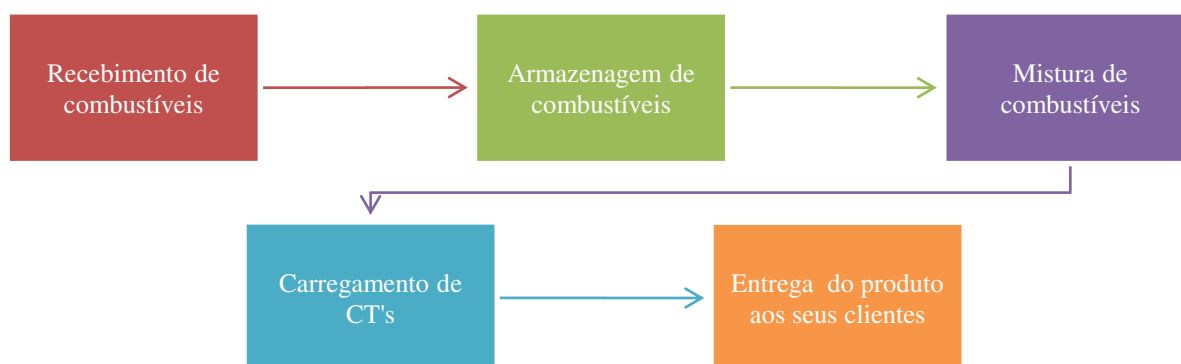 Recebimento de
combustíveis
Armazenagem de
combustíveis
Mistura de
combustíveis
Carregamento de
CT's
Entrega do produto
aos seus clientes